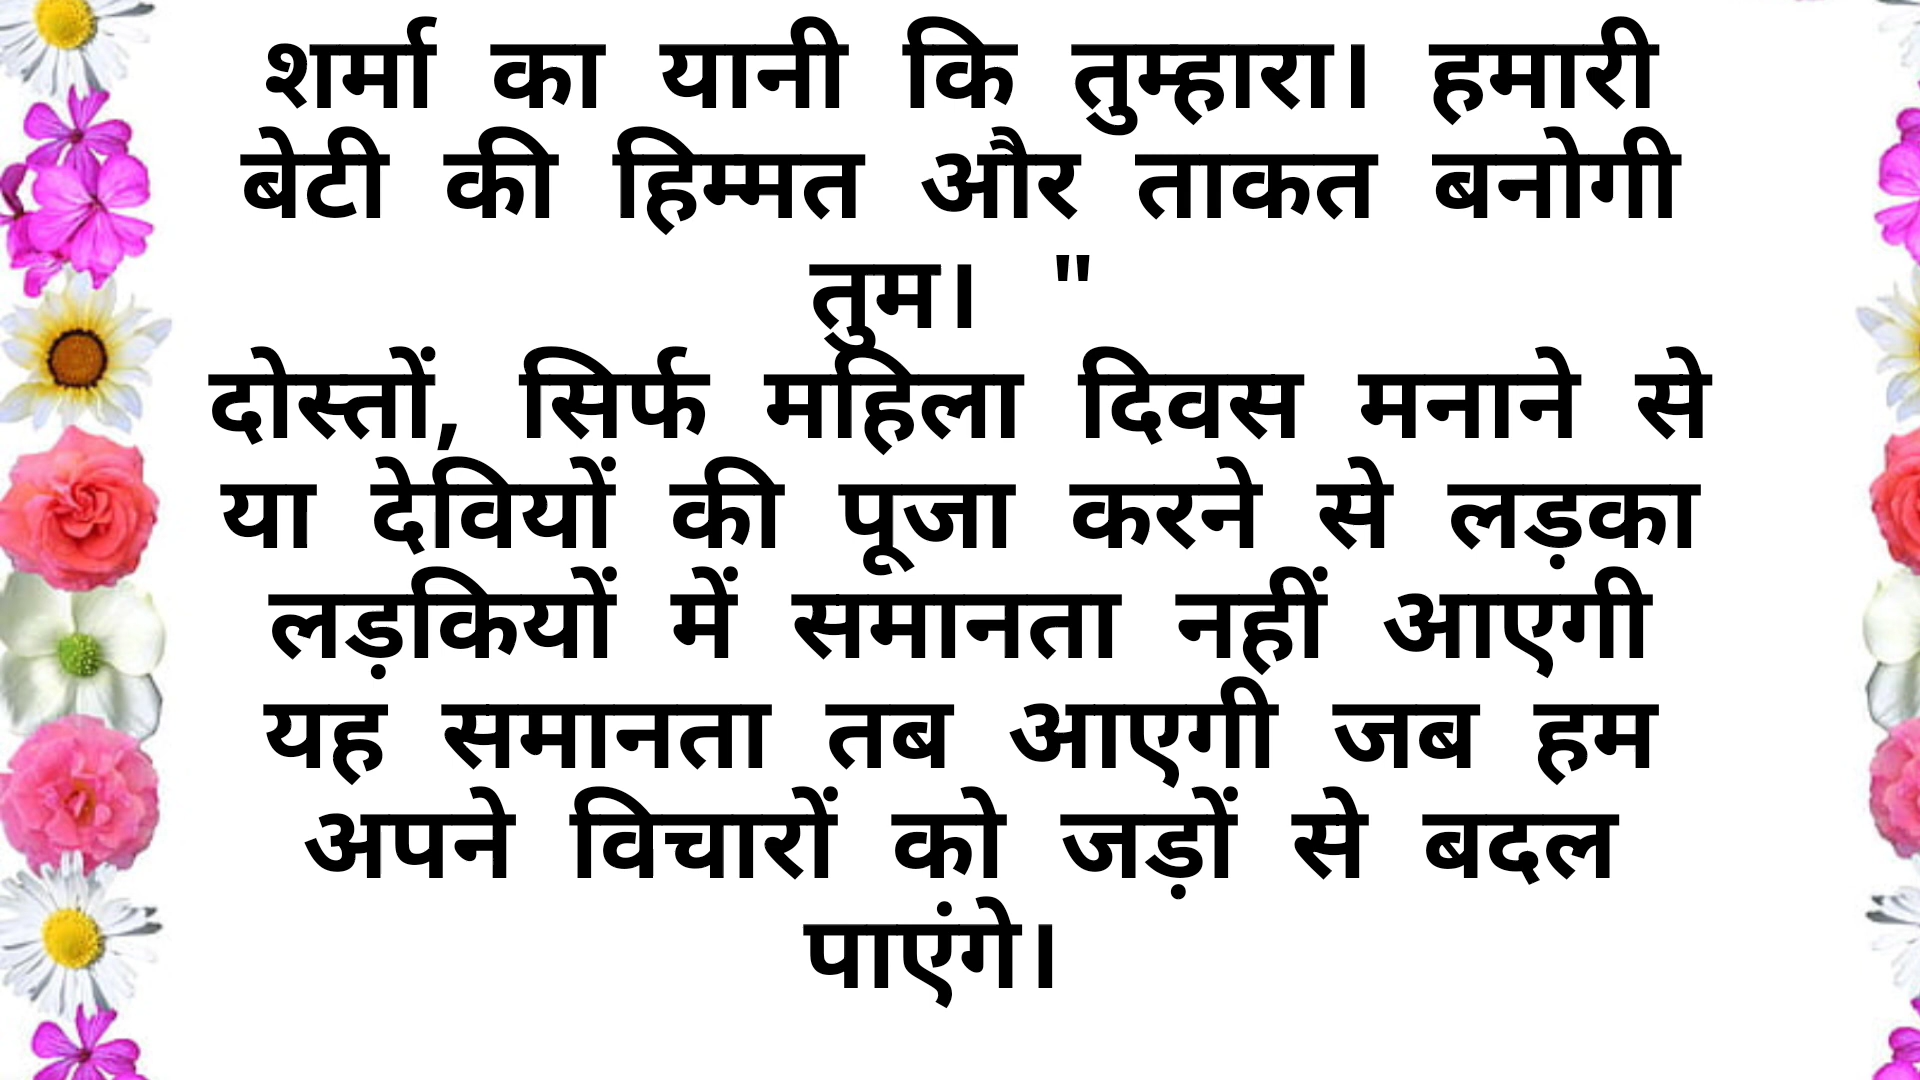 शर्मा का यानी कि तुम्हारा। हमारी
बेटी की हिम्मत और ताकत बनोगी
तुम। "
दोस्तों, सिर्फ महिला दिवस मनाने से
या देवियों की पूजा करने से लड़का
लड़कियों में समानता नहीं आएगी
यह समानता तब आएगी जब हम
अपने विचारों को जड़ों से बदल
पाएंगे।